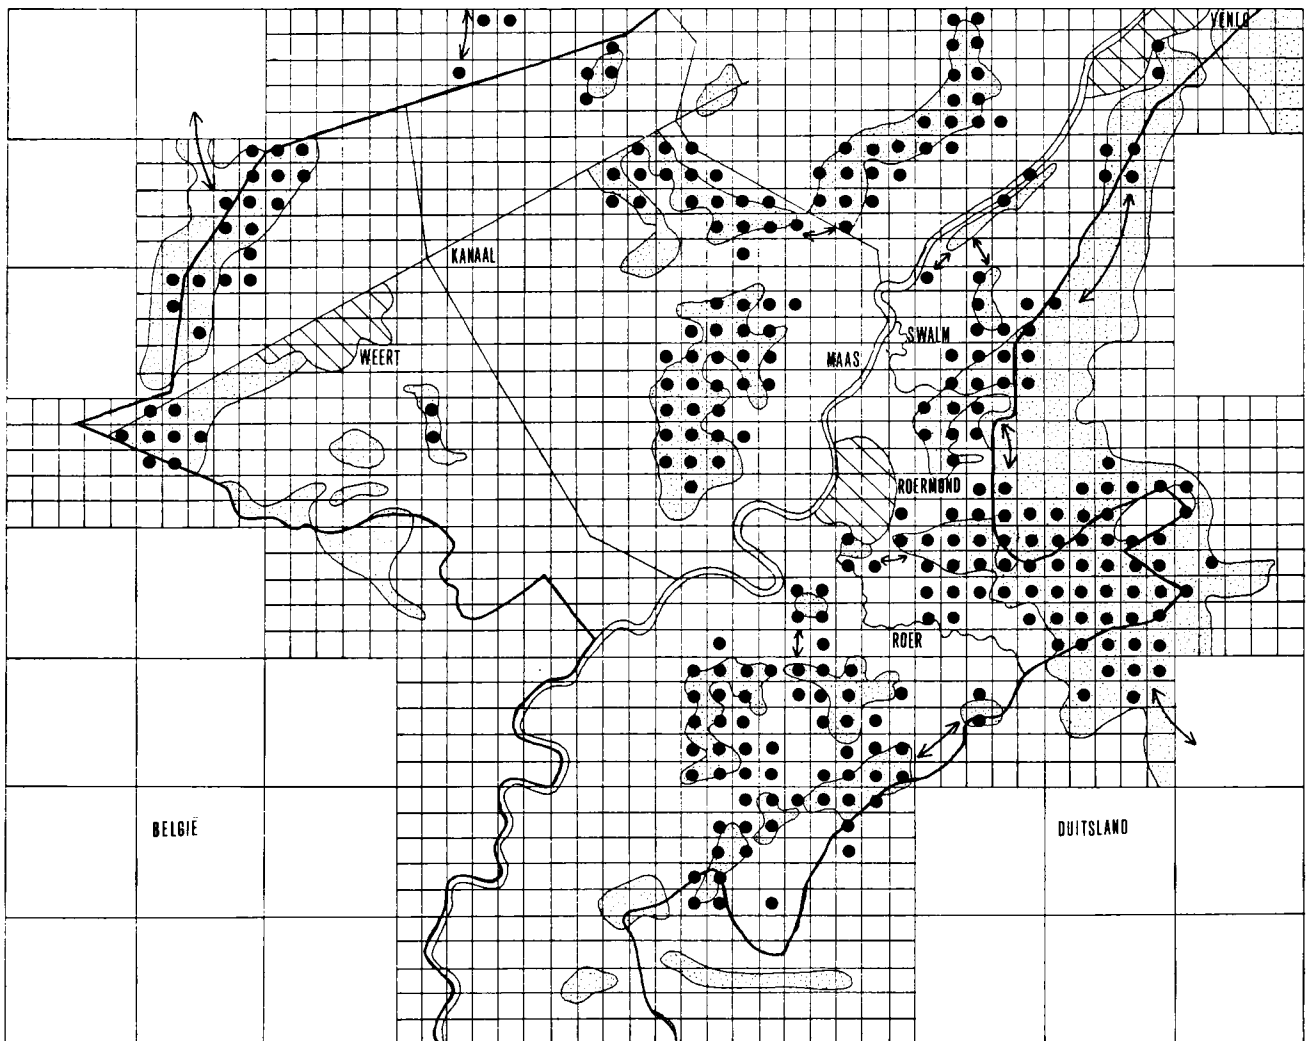 VENLO
KANAAL
SWALM
WEERT
MAAS
ROERMOND
ROER
BELGIË
DUITSLAND